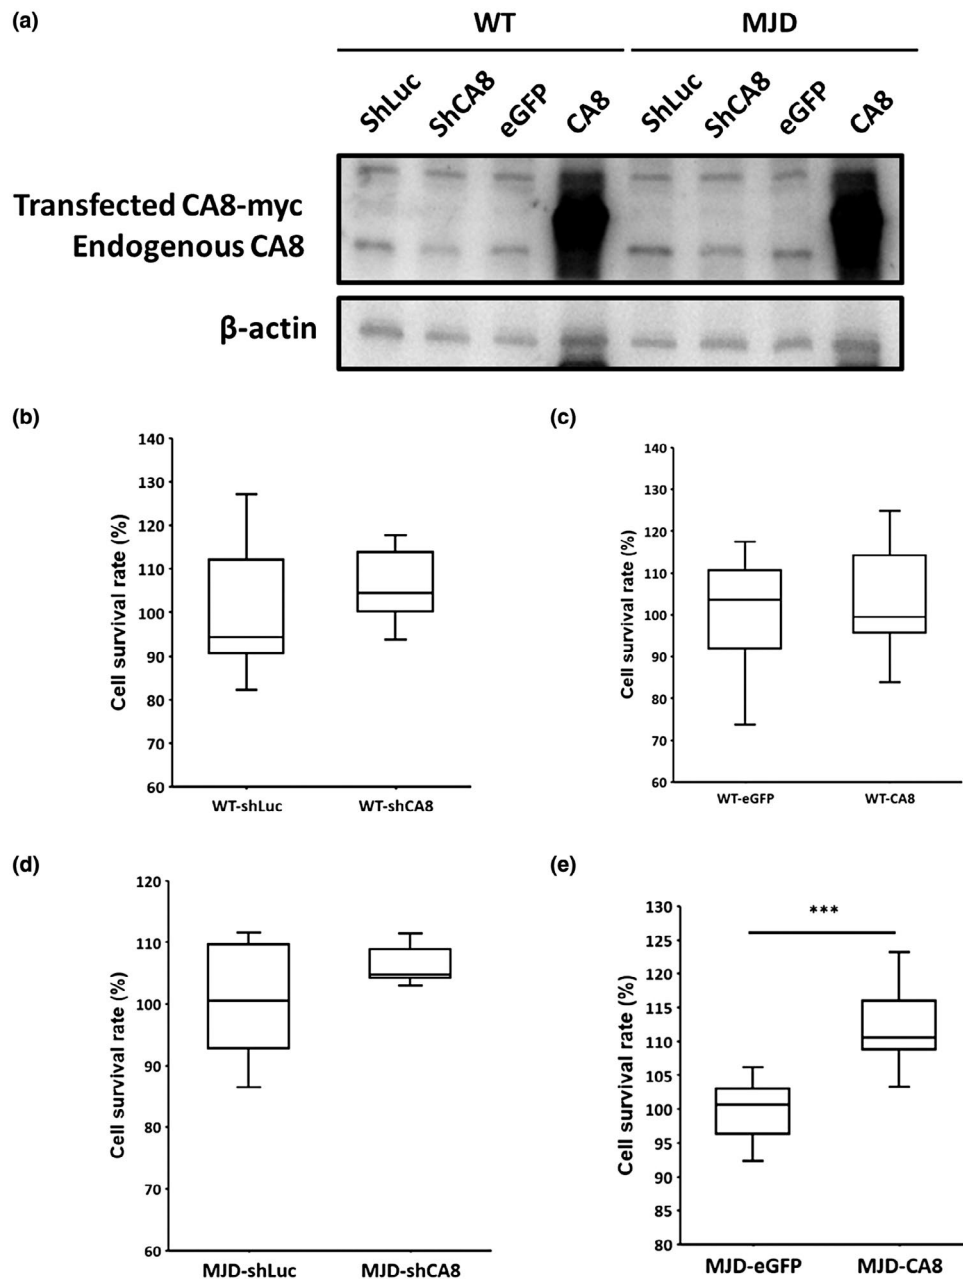 (a)
WT MJD
ShLuc ShCA8 eGFP CA8 ShLuc ShCA8 eGFP CA8
Transfected CA8-myc
Endogenous CA8
β-actin
(b)
Cell survival rate (%)
140
130
120
110
100
90
80
70
60
WT-shLuc WT-shCA8
(c)
Cell survival rate (%)
140
130
120
110
100
90
80
70
60
WT-eGFP WT-CA8
(d)
Cell survival rate (%)
120
110
100
90
80
70
60
MJD-shLuc MJD-shCA8
(e)
Cell survival rate (%)
130
125
120
115
110
105
100
95
90
85
80
***
MJD-eGFP MJD-CA8